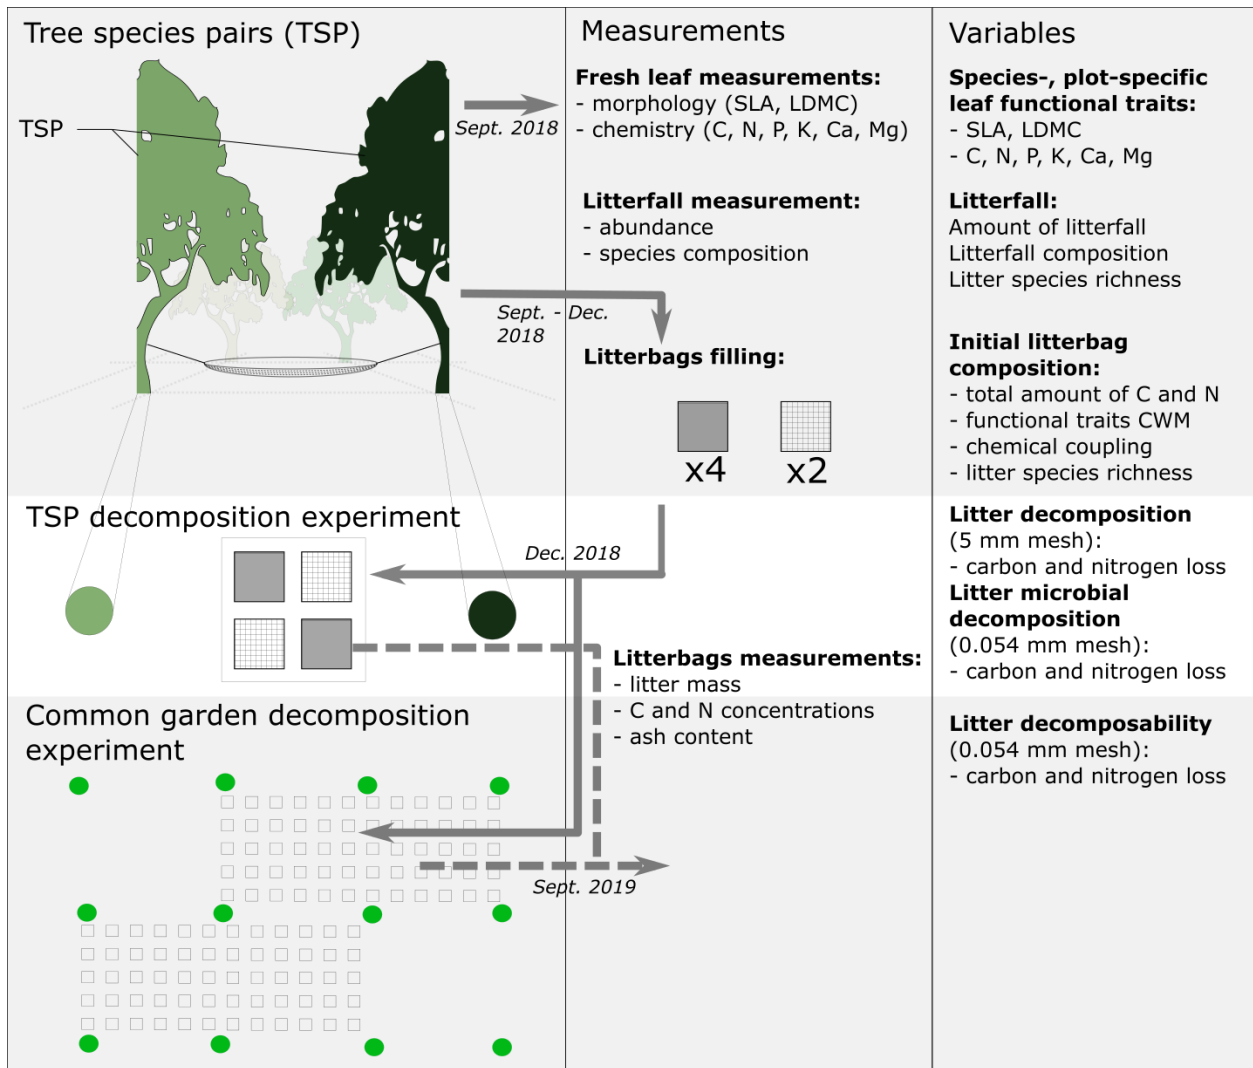 Tree species pairs (TSP)
TSP
Sept. 2018
Sept. - Dec.
2018
Measurements
Fresh leaf measurements:
- morphology (SLA, LDMC)
- chemistry (C, N, P, K, Ca, Mg)
Litterfall measurement:
- abundance
- species composition
Litterbags filling:
x4
x2
Variables
Species-, plot-specific
leaf functional traits:
- SLA, LDMC
- C, N, P, K, Ca, Mg
Litterfall:
Amount of litterfall
Litterfall composition
Litter species richness
Initial litterbag
composition:
- total amount of C and N
- functional traits CWM
- chemical coupling
- litter species richness
TSP decomposition experiment
Dec. 2018
Litterbags measurements:
- litter mass
- C and N concentrations
- ash content
Litter decomposition
(5 mm mesh):
- carbon and nitrogen loss
Litter microbial
decomposition
(0.054 mm mesh):
- carbon and nitrogen loss
Common garden decomposition
experiment
Sept. 2019
Litter decomposability
(0.054 mm mesh):
- carbon and nitrogen loss